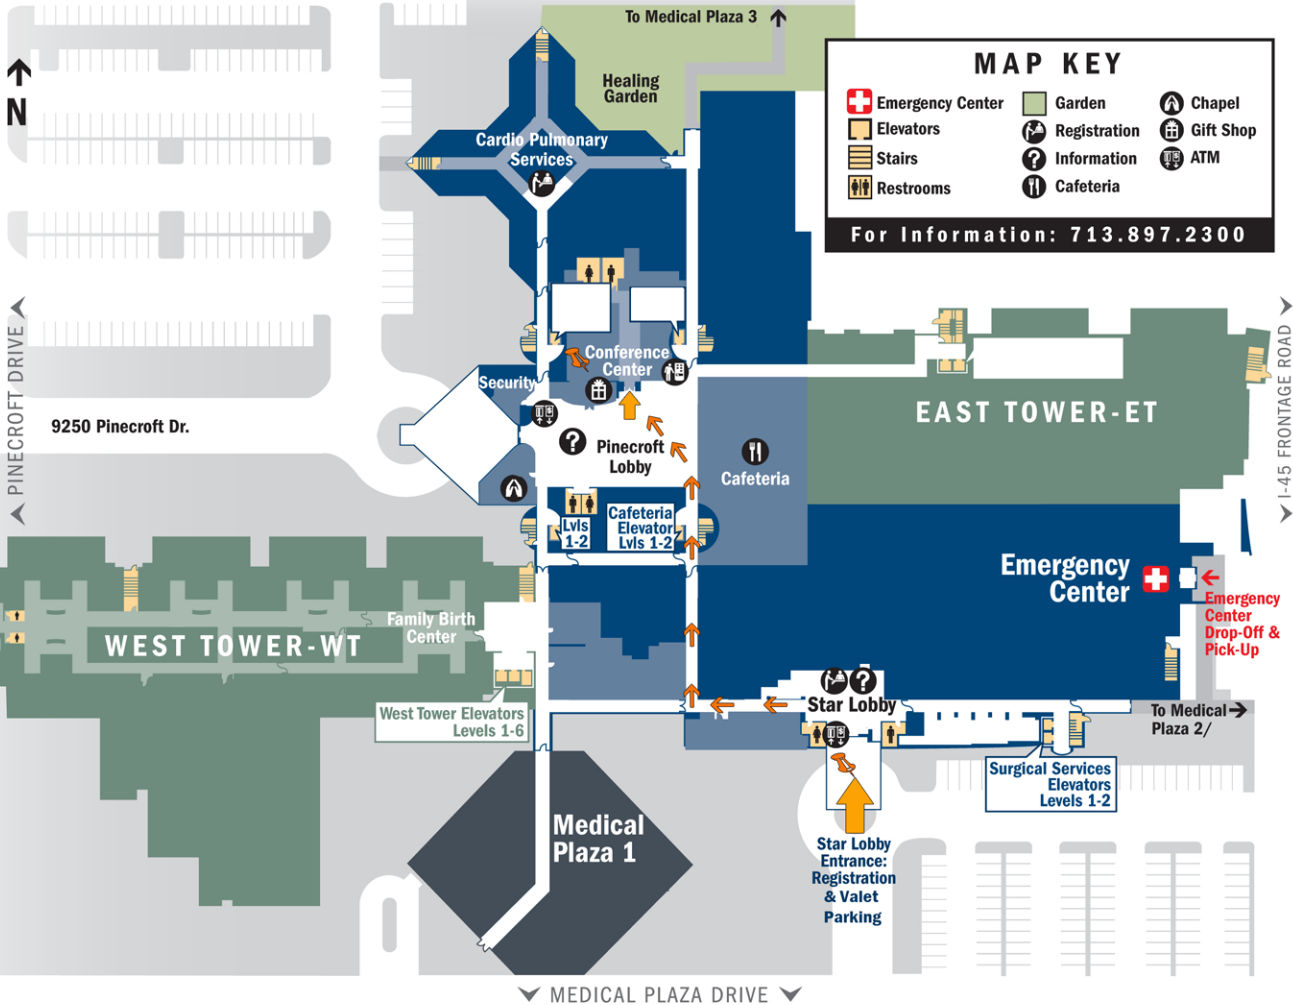 To Medical Plaza 3
MAP KEY
Emergency Center
Garden
Chapel
Elevators
Registration
Gift Shop
Stairs
Information
ATM
Restrooms
Cafeteria
For Information: 713.897.2300
N
Healing
Garden
Cardio Pulmonary
Services
PINECROFT DRIVE
I-45 FRONTAGE ROAD
Conference
Center
Security
9250 Pinecroft Dr.
EAST TOWER-ET
Pinecroft
Lobby
Cafeteria
Lvls
1-2
Cafeteria
Elevator
Lvls 1-2
Emergency
Center
Emergency
Center
Drop-Off &
Pick-Up
Family Birth
Center
WEST TOWER-WT
West Tower Elevators
Levels 1-6
Star Lobby
To Medical
Plaza 2/
Surgical Services
Elevators
Levels 1-2
Medical
Plaza 1
Star Lobby
Entrance:
Registration
& Valet
Parking
MEDICAL PLAZA DRIVE